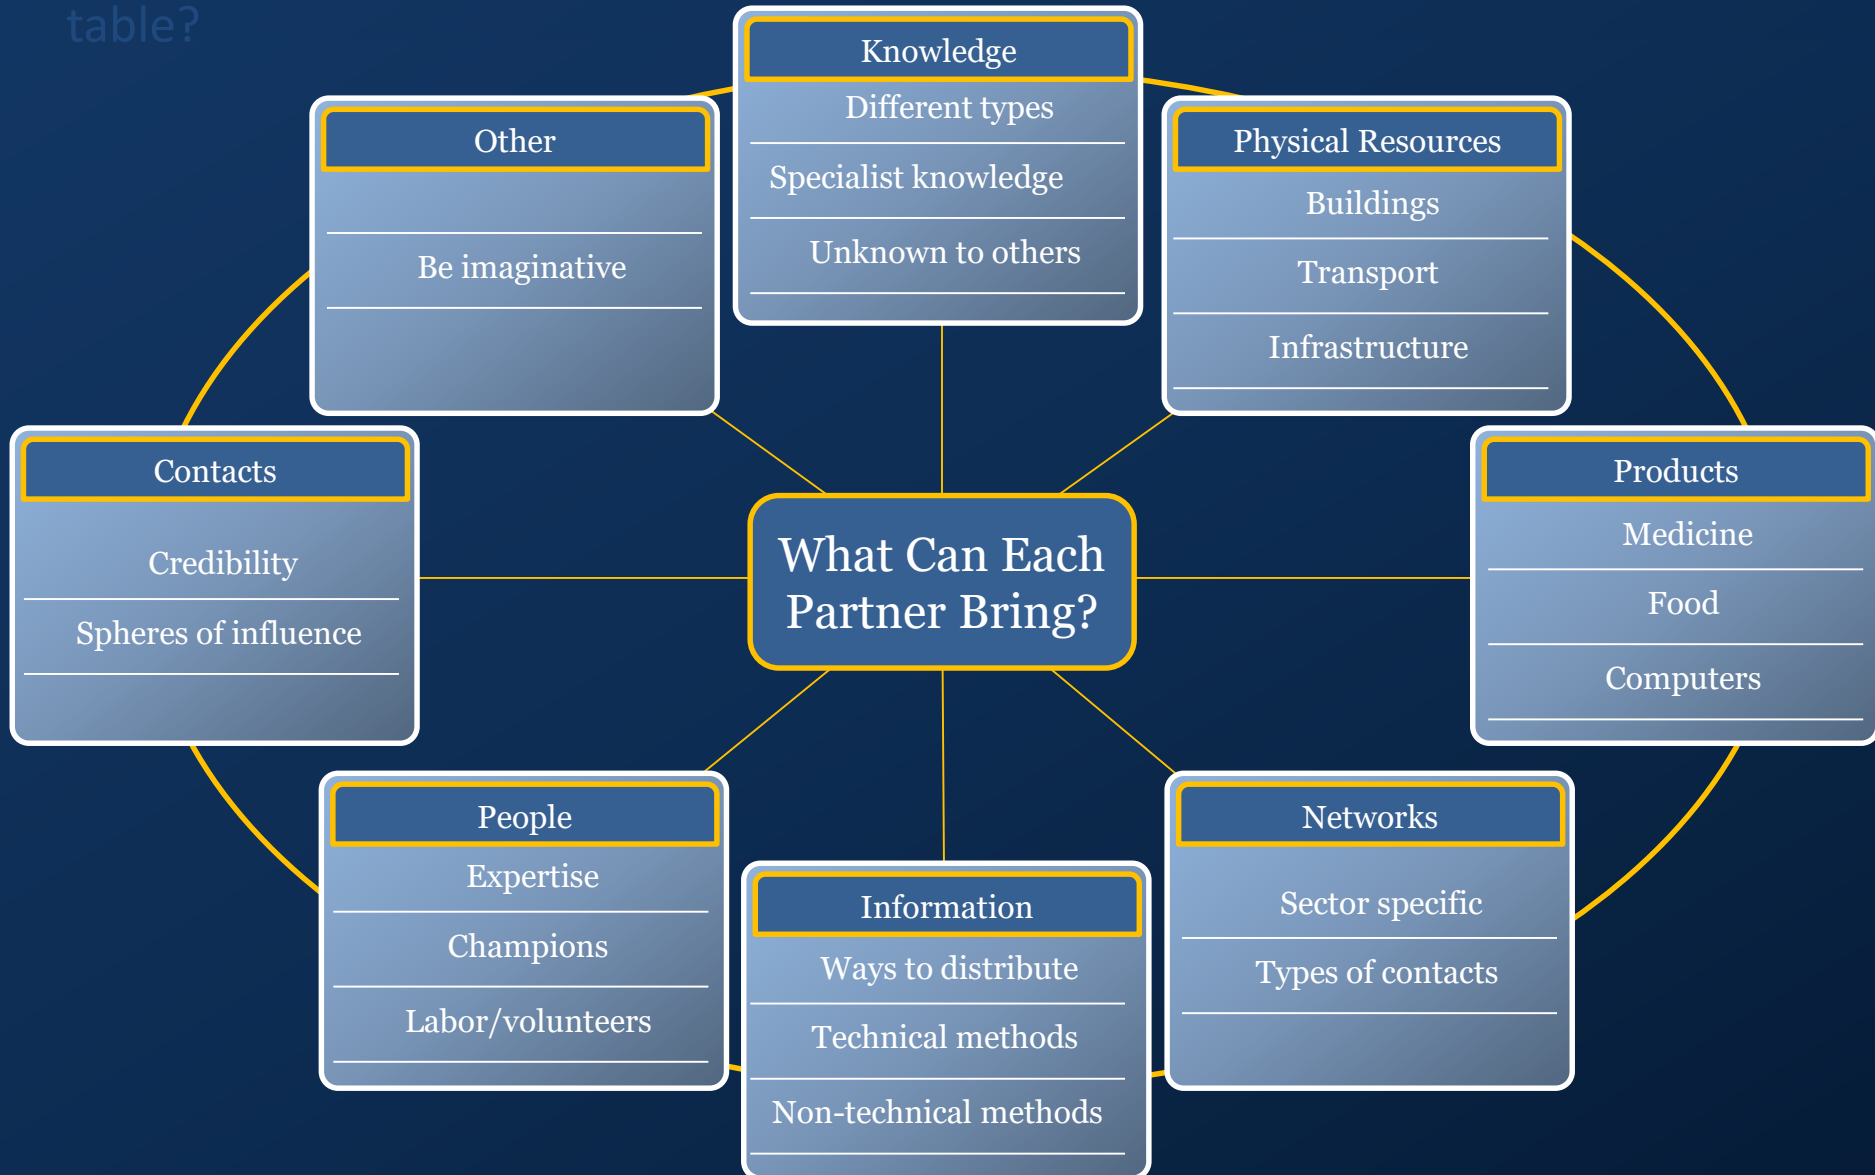 table?
Knowledge
Different types
Specialist knowledge
Unknown to others
Physical Resources
Buildings
Transport
Infrastructure
Products
Medicine
Food
Computers
Networks
Sector specific
Types of contacts
Information
Ways to distribute
Technical methods
Non-technical methods
People
Expertise
Champions
Labor/volunteers
Contacts
Credibility
Spheres of influence
Other
Be imaginative
What Can Each
Partner Bring?